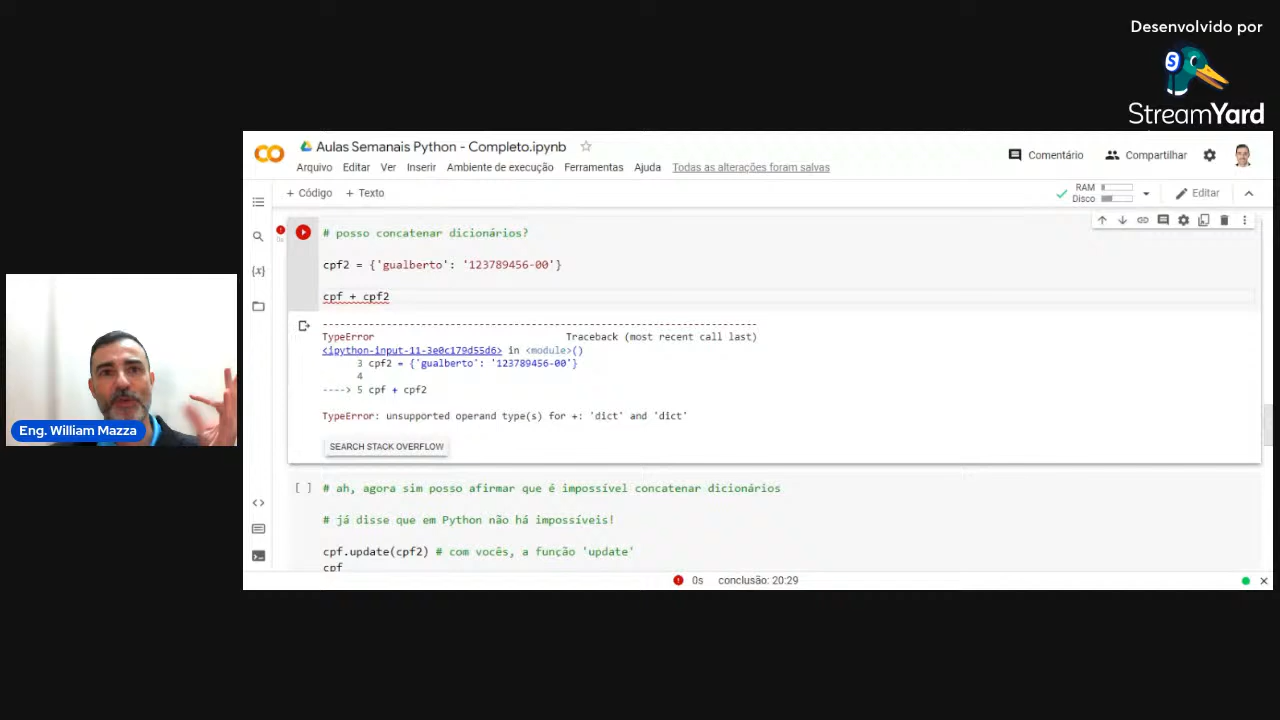 Desenvolvido por
StreamYard
Aulas Semanais Python - Completo.ipynb
Comentário
Compartilhar
Arquivo Editar Ver Inserir Ambiente de execução Ferramentas Ajuda Todas as alterações foram salvas
+ Código + Texto
RAM
Disco
Editar
# posso concatenar dicionários?
0s
cpf2 = {'gualberto': '123789456-00'}
{x}
cpf + cpf2
---------------------------------------------------------------------------
TypeError Traceback (most recent call last)
<ipython-input-11-3e0c179d55d6> in <module>()
3 cpf2 = {'gualberto': '123789456-00'}
4
----> 5 cpf + cpf2
TypeError: unsupported operand type(s) for +: 'dict' and 'dict'
SEARCH STACK OVERFLOW
Eng. William Mazza
[ ] # ah, agora sim posso afirmar que é impossível concatenar dicionários
# já disse que em Python não há impossíveis!
cpf.update(cpf2) # com vocês, a função 'update'
cpf
0s conclusão: 20:29